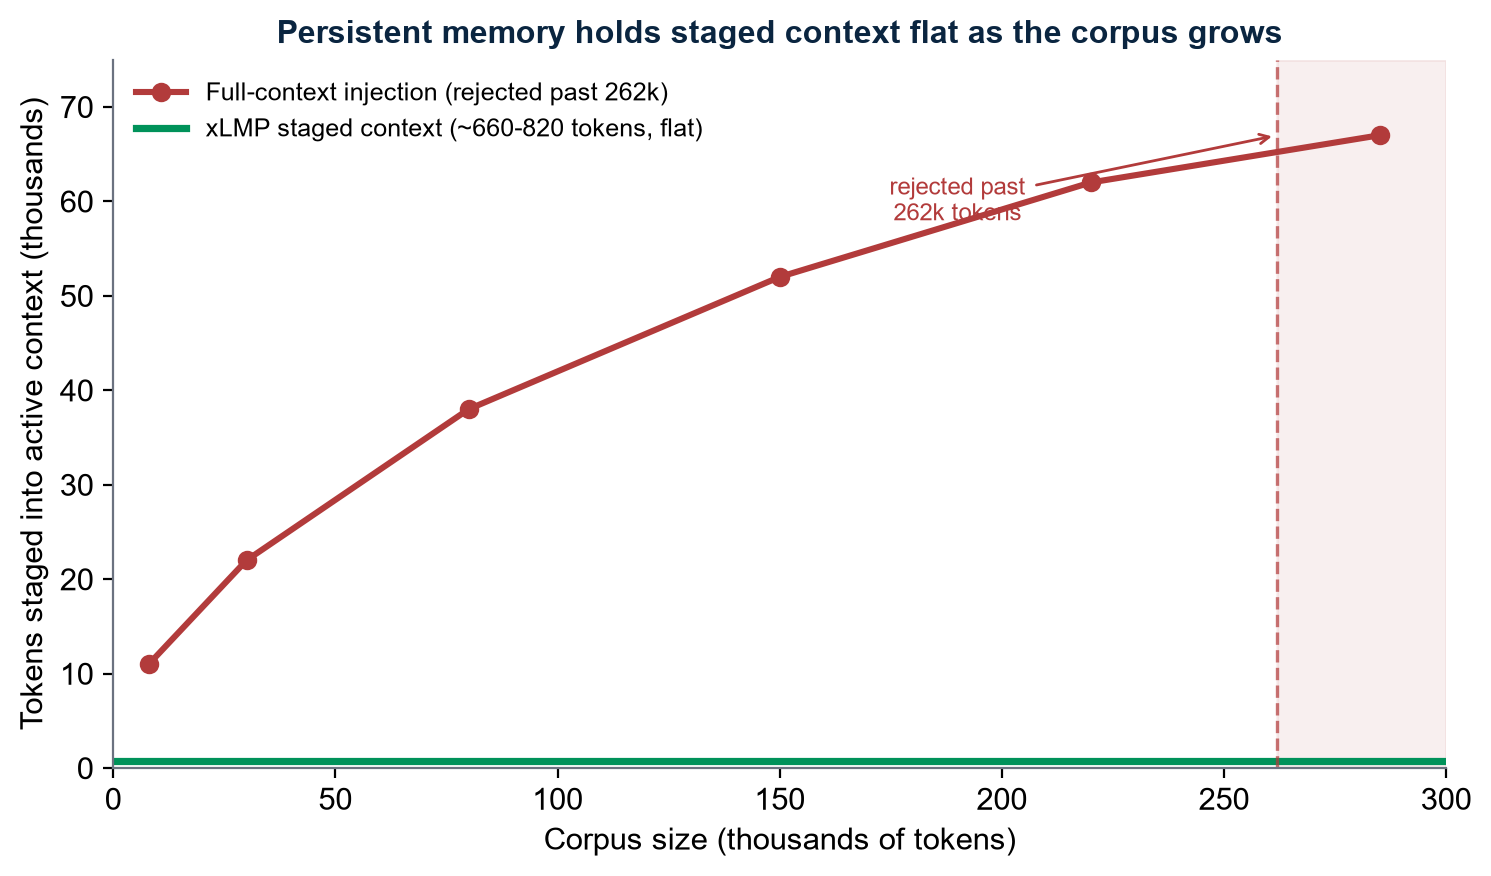 Persistent memory holds staged context flat as the corpus grows
Full-context injection (rejected past 262k)
xLMP staged context (~660-820 tokens, flat)
rejected past
262k tokens
Tokens staged into active context (thousands)
70
60
50
40
30
20
10
0
0 50 100 150 200 250 300
Corpus size (thousands of tokens)